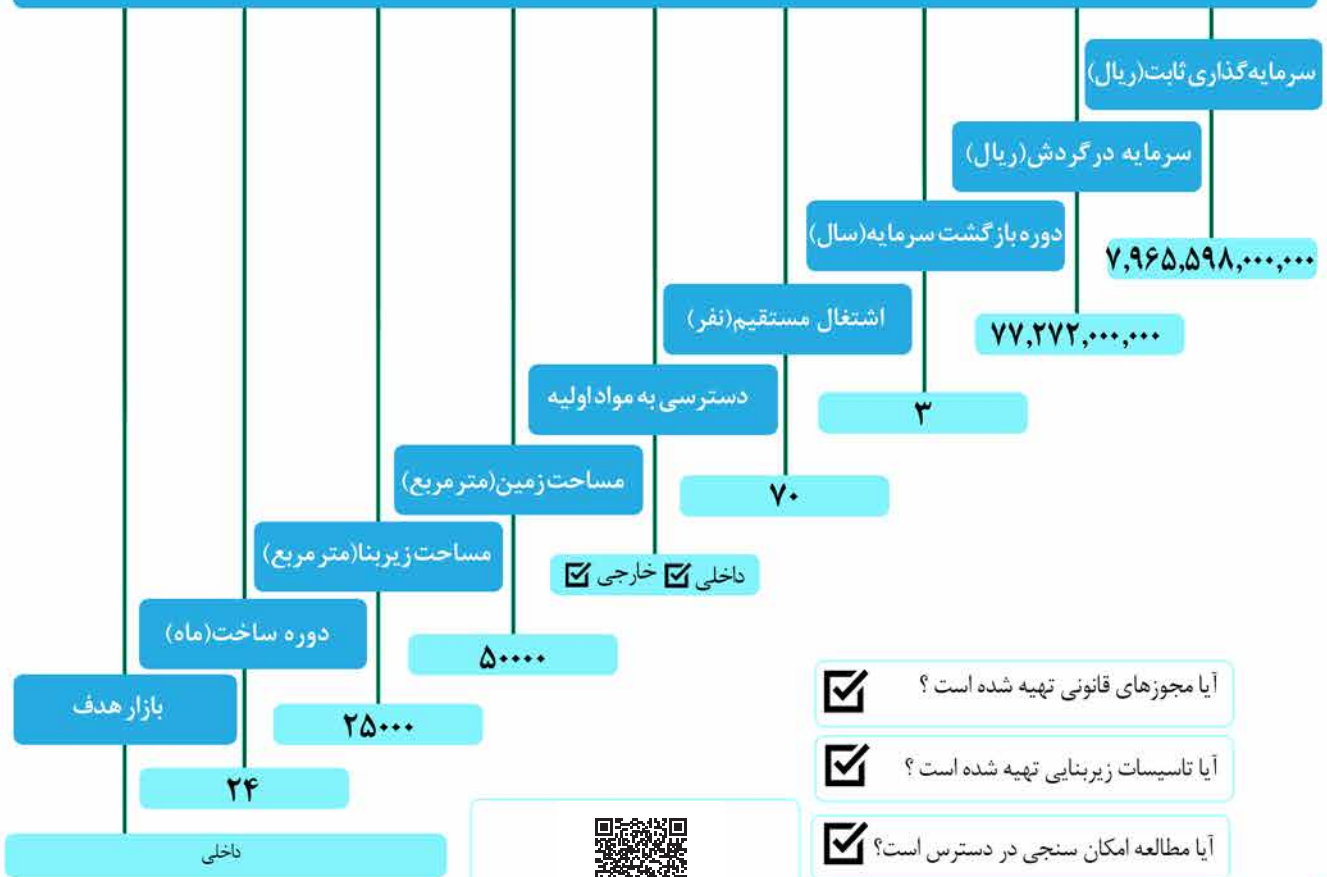 سرمایه‌گذاری ثابت(ریال)
۷,۹۶۵,۵۹۸,۰۰۰,۰۰۰
سرمایه در گردش(ریال)
۷۷,۲۷۲,۰۰۰,۰۰۰
دوره بازگشت سرمایه(سال)
۳
اشتغال مستقیم(نفر)
۷۰
دسترسی به مواد اولیه
داخلی ☑ خارجی ☑
مساحت زمین(متر مربع)
۵۰۰۰۰
مساحت زیربنا(متر مربع)
۲۵۰۰۰
دوره ساخت(ماه)
۲۴
بازار هدف
داخلی
آیا مجوزهای قانونی تهیه شده است ؟ ☑
آیا تاسیسات زیربنایی تهیه شده است ؟ ☑
آیا مطالعه امکان سنجی در دسترس است؟ ☑